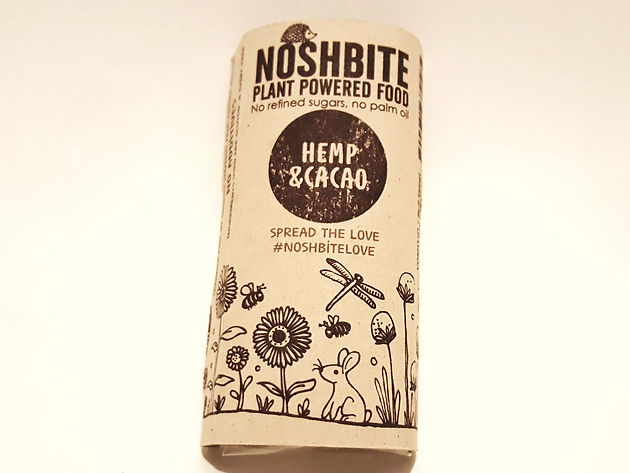 NOSHBITE
PLANT POWERED FOOD
No refined sugars, no palm oil
HEMP
&CACAO
SPREAD THE LOVE
#NOSHBITELOVE